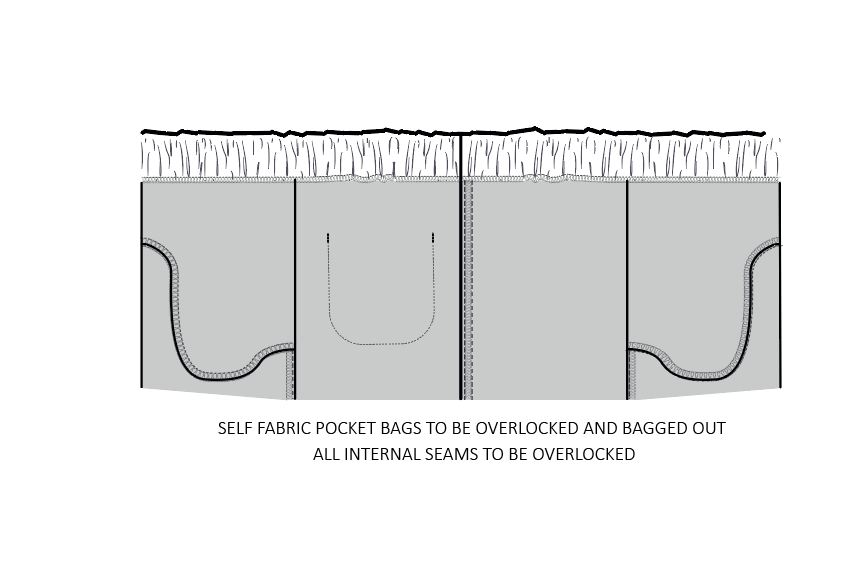 SELF FABRIC POCKET BAGS TO BE OVERLOCKED AND BAGGED OUT
ALL INTERNAL SEAMS TO BE OVERLOCKED